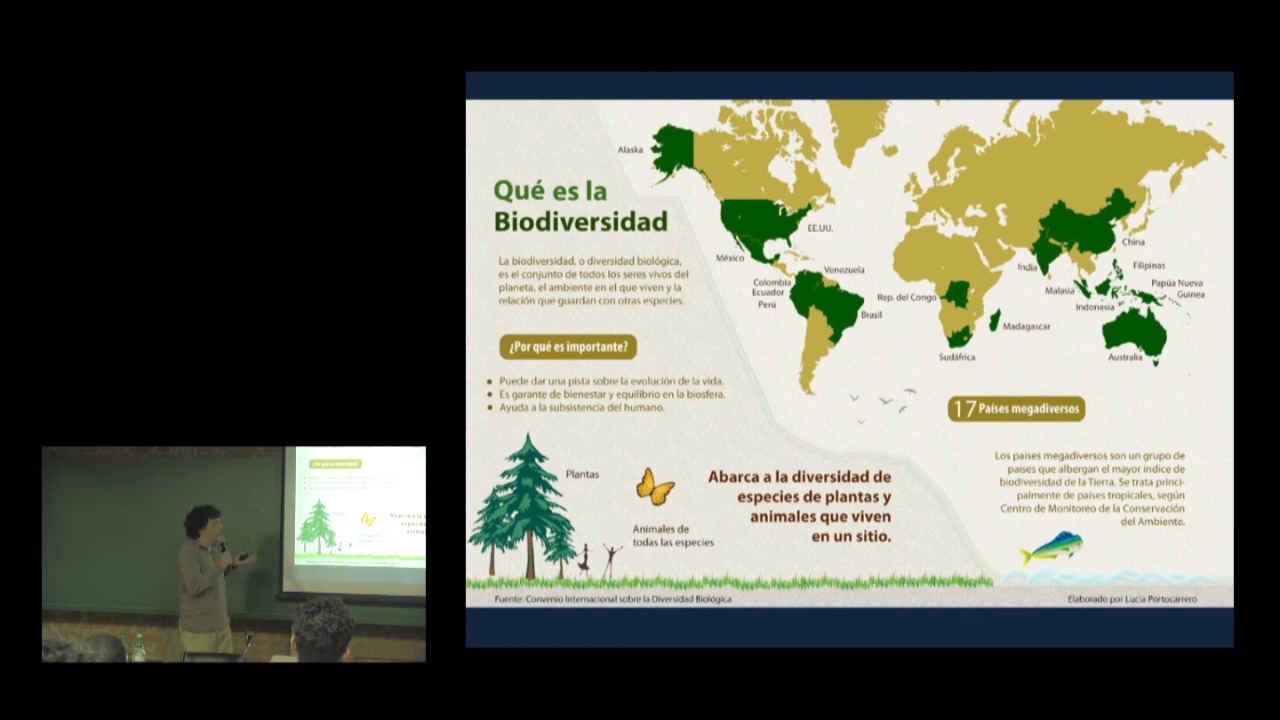 Qué es la
Biodiversidad
La biodiversidad, o diversidad biológica,
es el conjunto de todos los seres vivos del
planeta, el ambiente en el que viven y la
relación que guardan con otras especies.
¿Por qué es importante?
Puede dar una pista sobre la evolución de la vida.
Es garante de bienestar y equilibrio en la biosfera.
Ayuda a la subsistencia del humano.
Plantas
Animales de
todas las especies
Abarca a la diversidad de
especies de plantas y
animales que viven
en un sitio.
Fuente: Convenio Internacional sobre la Diversidad Biológica
Alaska
EE.UU.
México
Venezuela
Colombia
Ecuador
Perú
Brasil
Rep. del Congo
Madagascar
Sudáfrica
China
India
Filipinas
Malasia
Papúa Nueva
Guinea
Indonesia
Australia
17 Países megadiversos
Los países megadiversos son un grupo de
países que albergan el mayor índice de
biodiversidad de la Tierra. Se trata princi-
palmente de países tropicales, según
Centro de Monitoreo de la Conservación
del Ambiente.
Elaborado por Lucía Portocarrero
¿Por qué es importante?